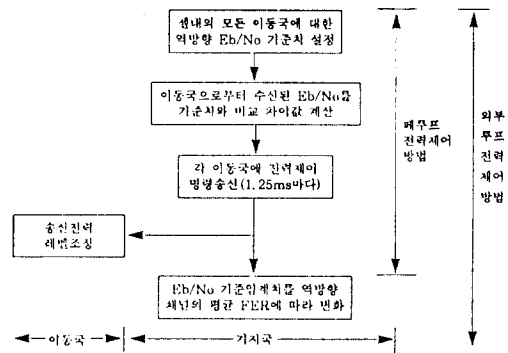 셀내의 모든 이동국에 대한
역방향 Eb/No 기준치 설정
이동국으로부터 수신된 Eb/No를
기준치와 비교 차이값 계산
각 이동국에 전력제어
명령송신(1.25ms마다)
송신전력
레벨조정
Eb/No 기준임계치를 역방향
채널의 평균 FER에 따라 변화
폐루프
전력제어
방법
외부
루프
전력
제어
방법
이동국
기지국